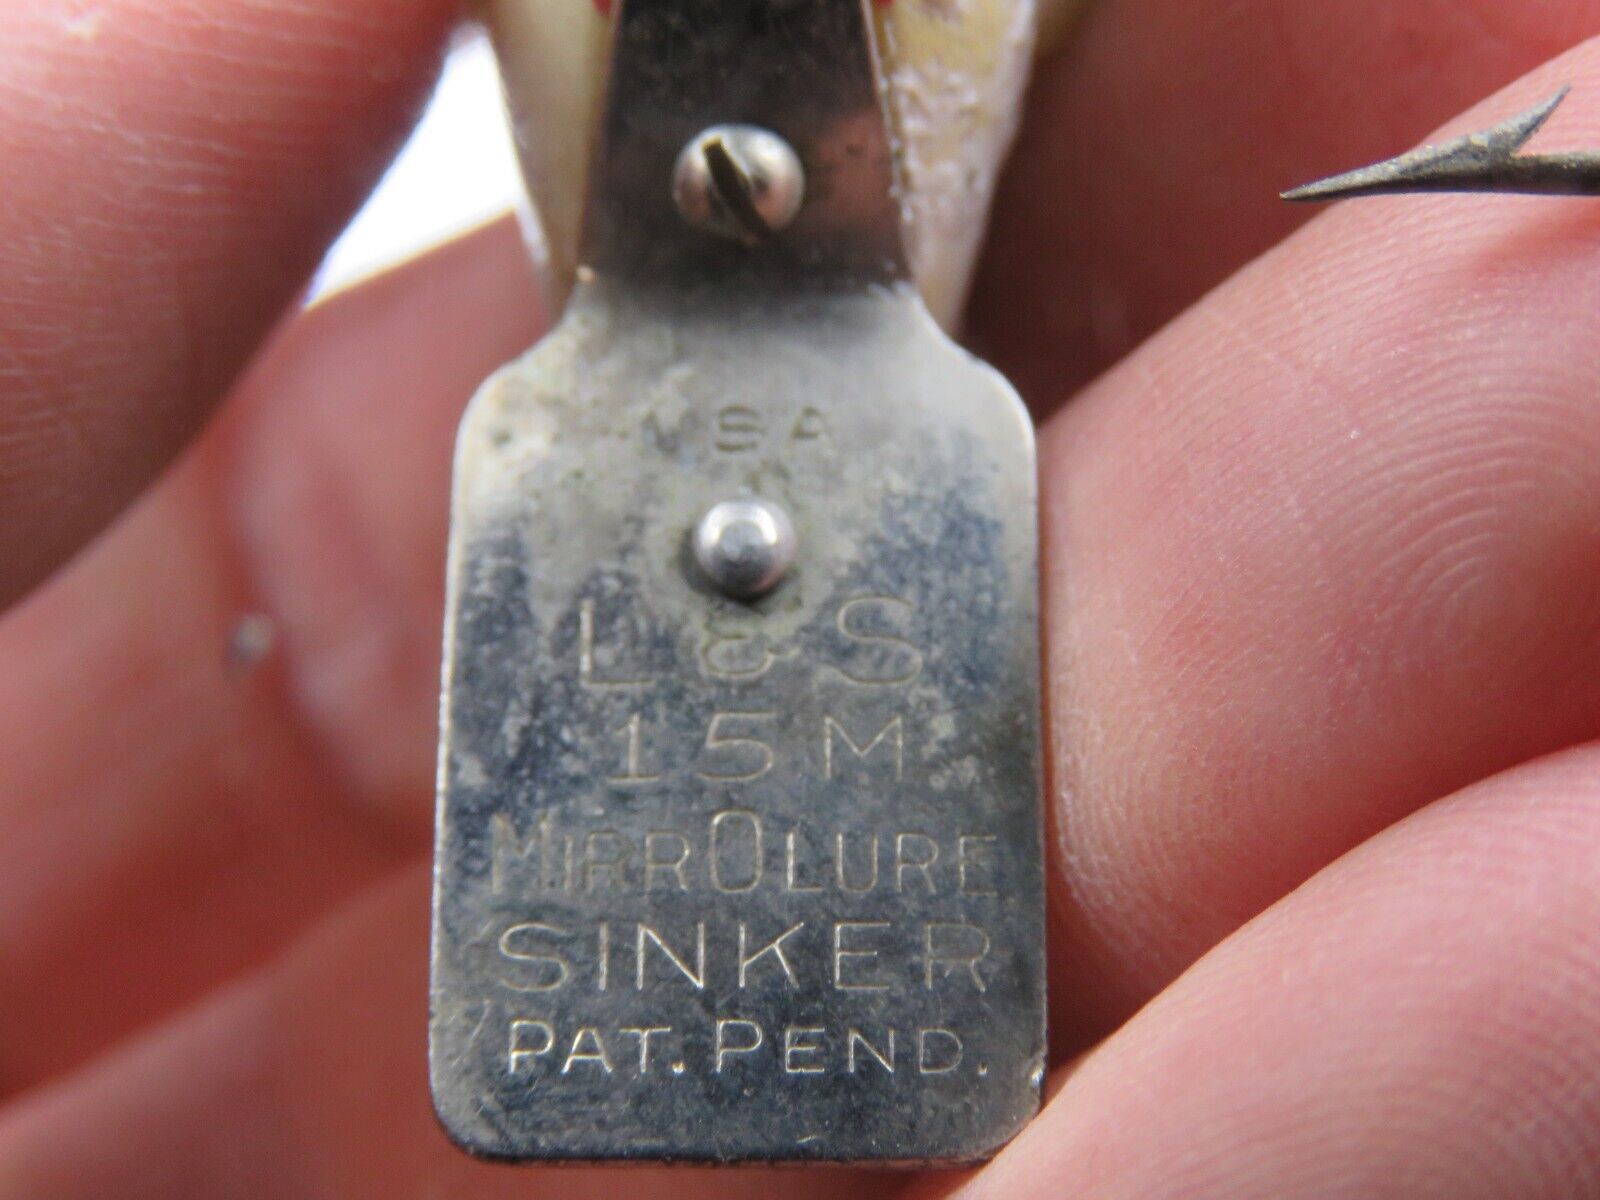 USA
L & S
15M
MIRROLURE
SINKER
PAT. PEND.